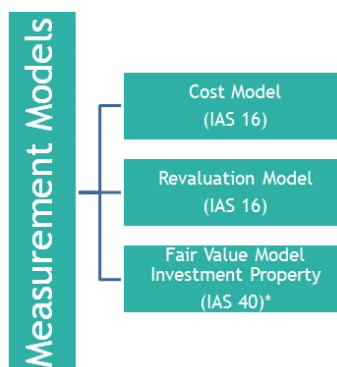 Measurement Models
Cost Model
(IAS 16)
Revaluation Model
(IAS 16)
Fair Value Model
Investment Property
(IAS 40)*